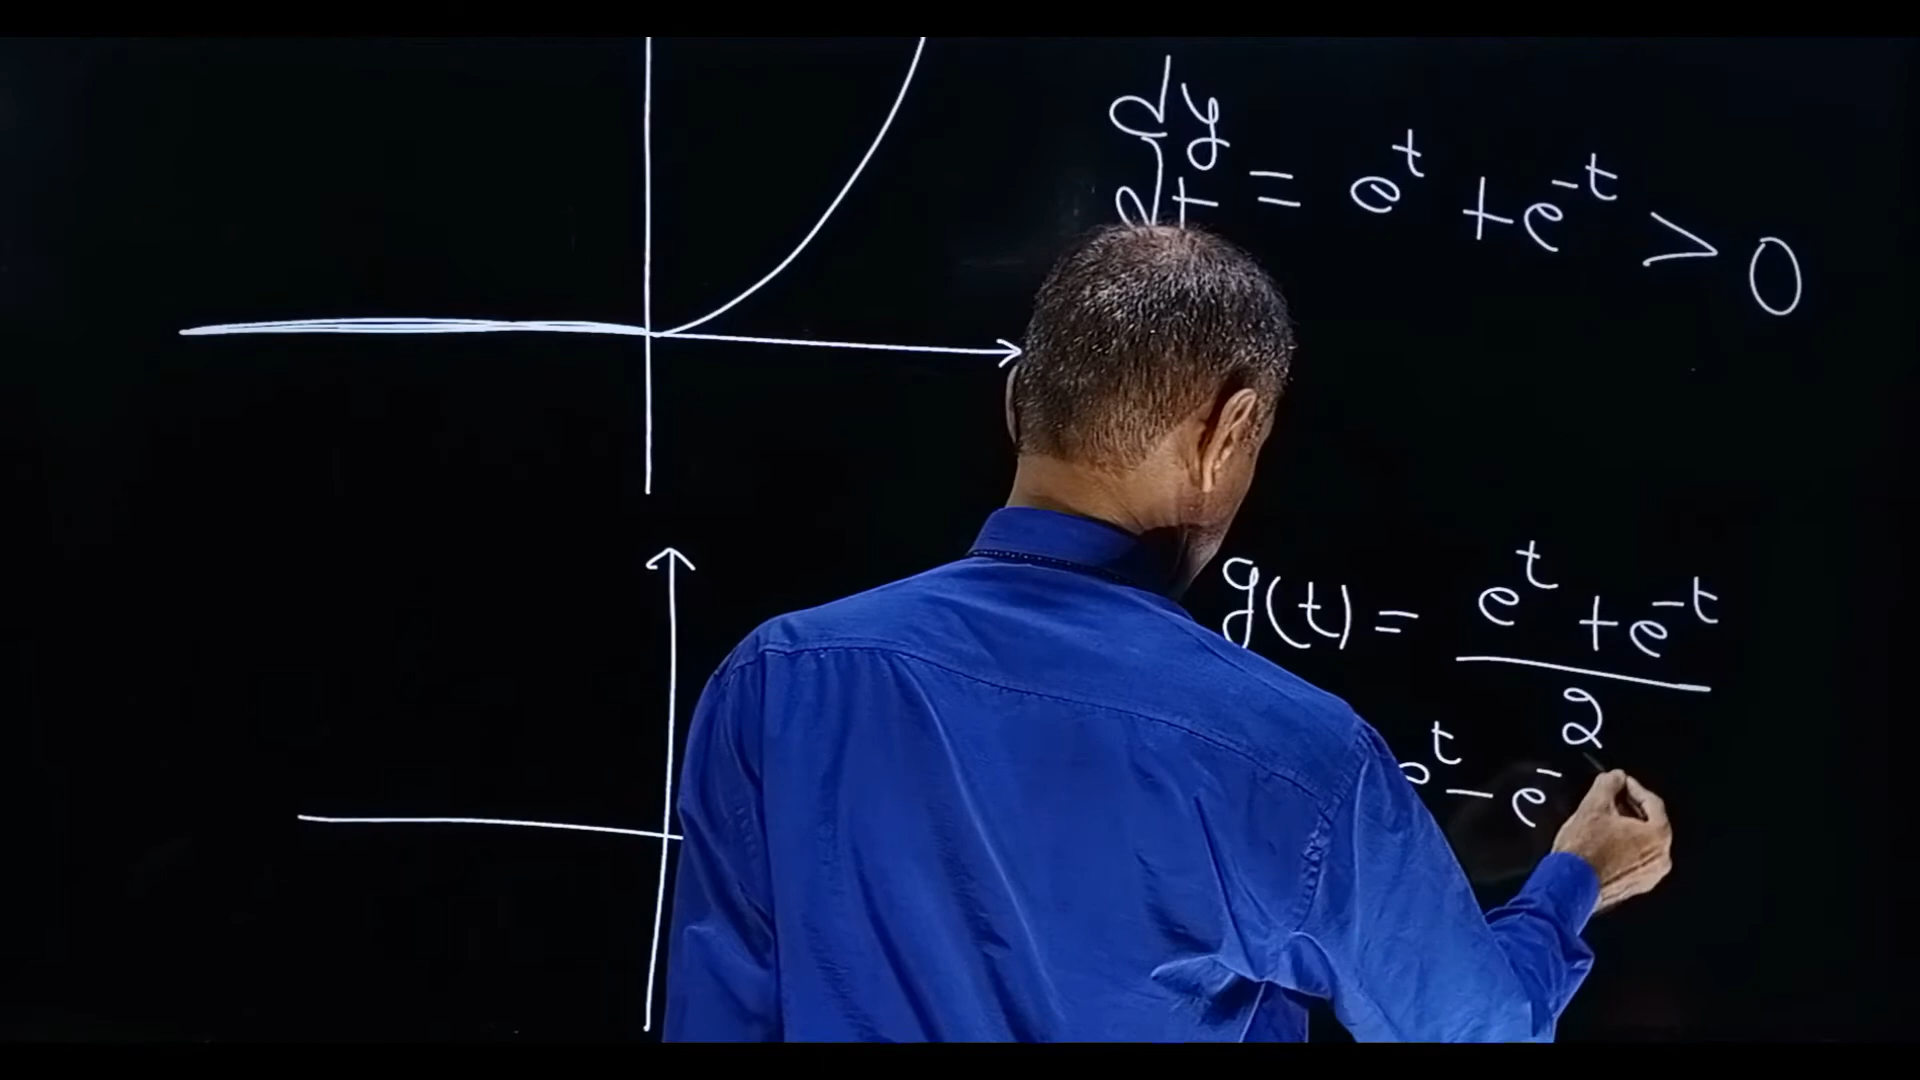 dy
dt = e^t + e^-t > 0
g(t) = e^t + e^-t
2
e^t - e^-